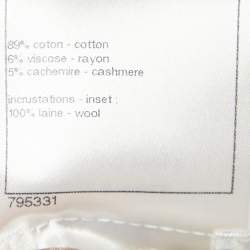 89% coton - cotton
6% viscose - rayon
5% cachemire - cashmere
incrustations - inset :
100% laine - wool
795331